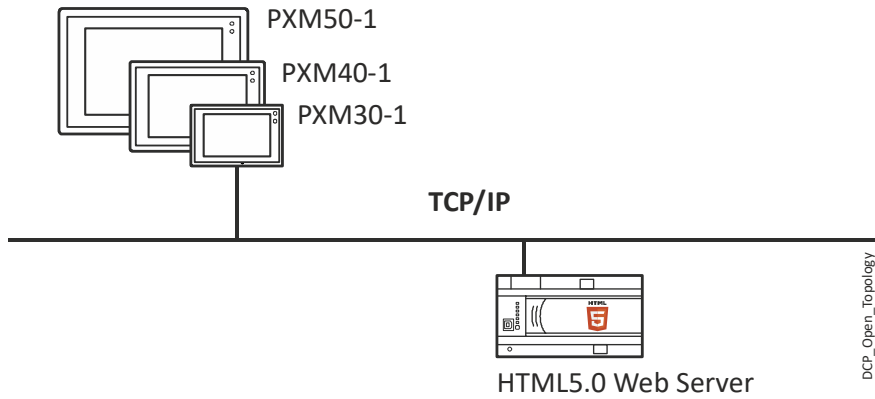 PXM50-1
PXM40-1
PXM30-1
TCP/IP
HTML
5
HTML5.0 Web Server
DCP_Open_Topology